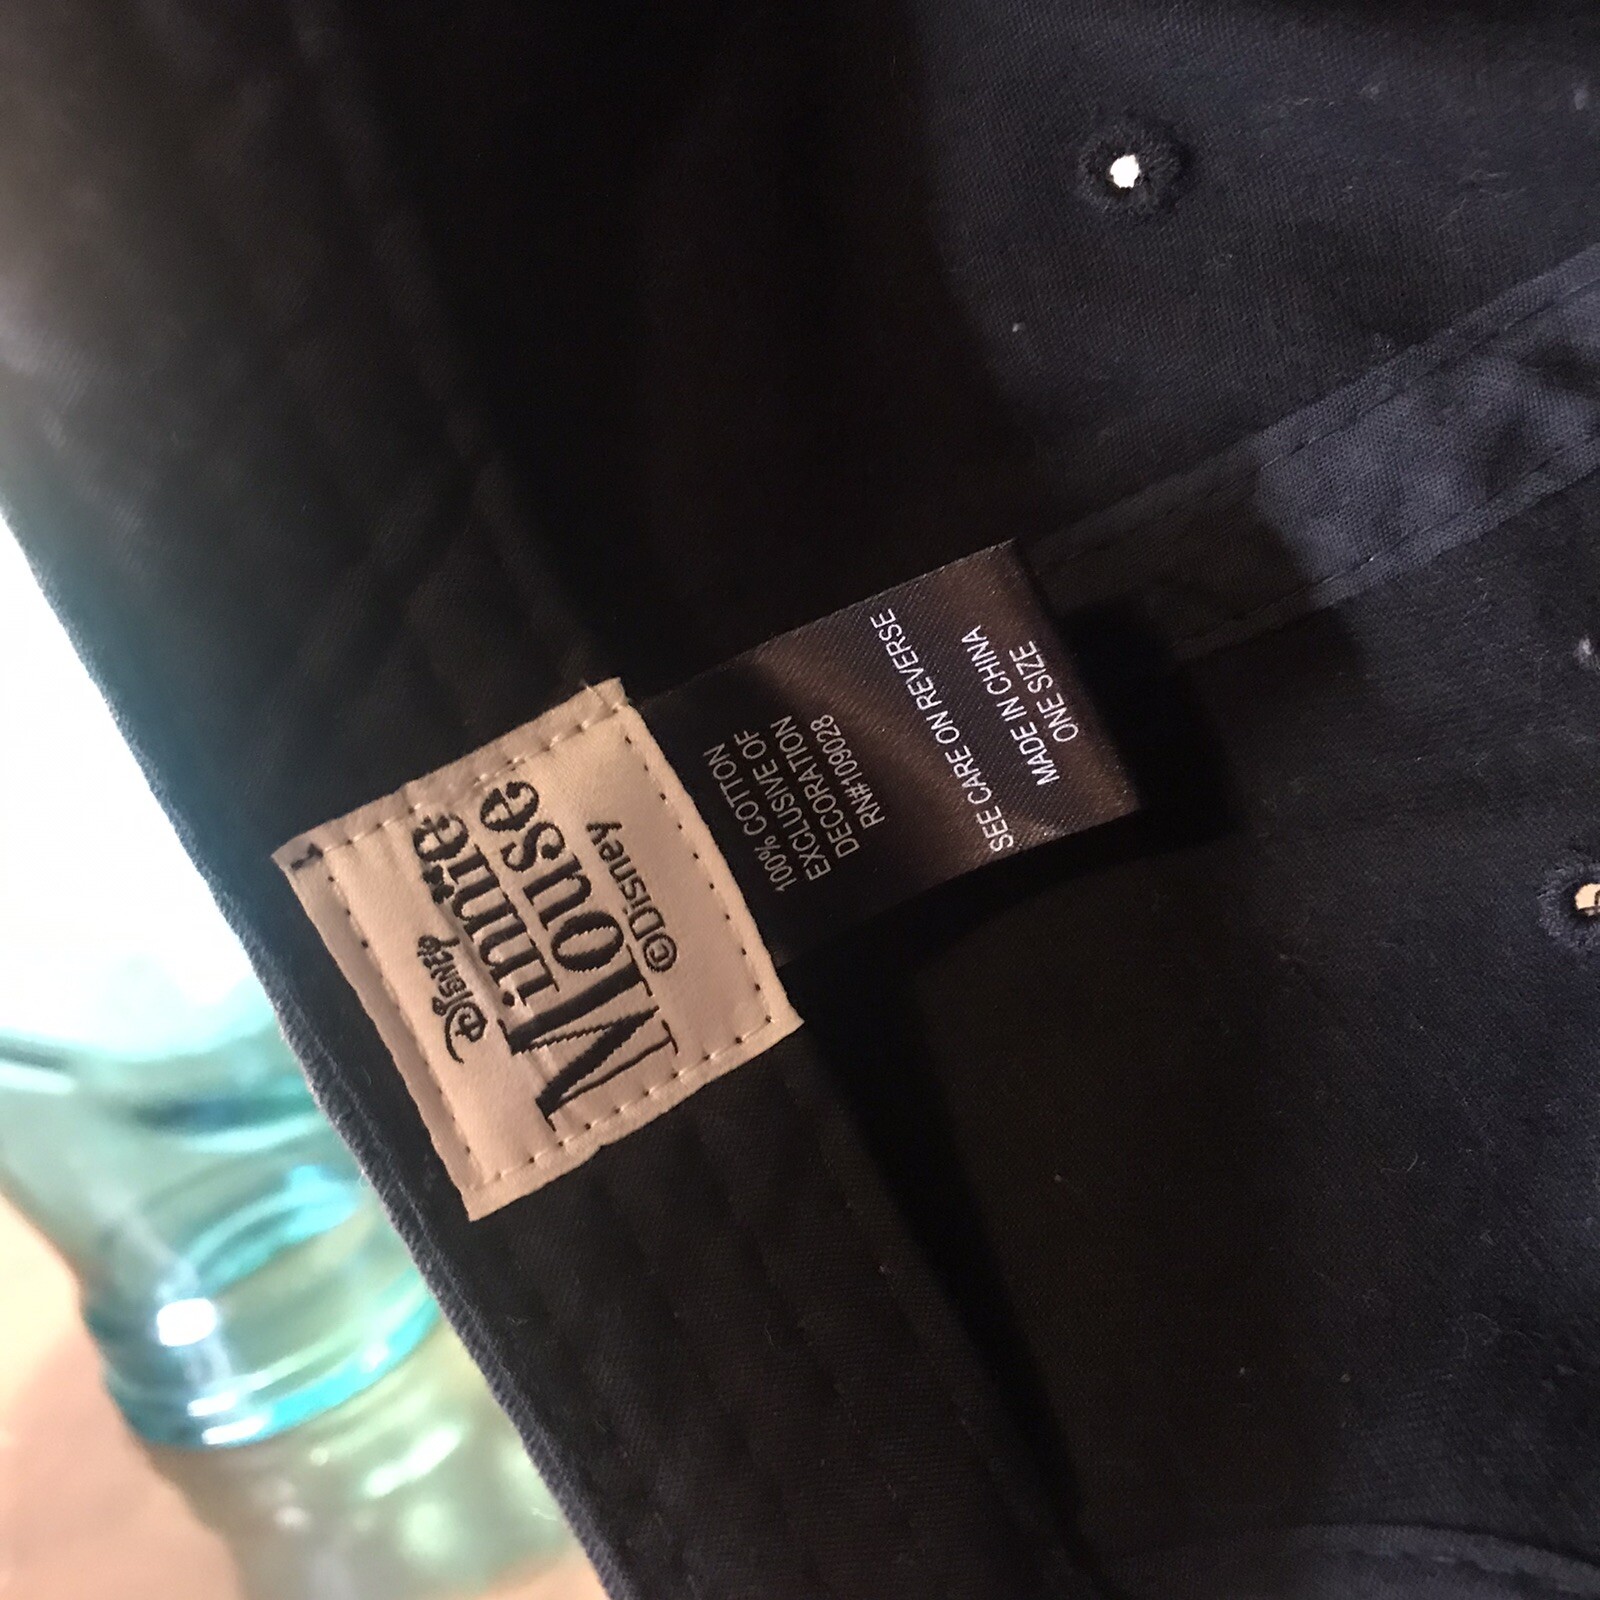 Disney
Minnie
Mouse
©Disney
100% COTTON
EXCLUSIVE OF
DECORATION
RN#109028
SEE CARE ON REVERSE
MADE IN CHINA
ONE SIZE